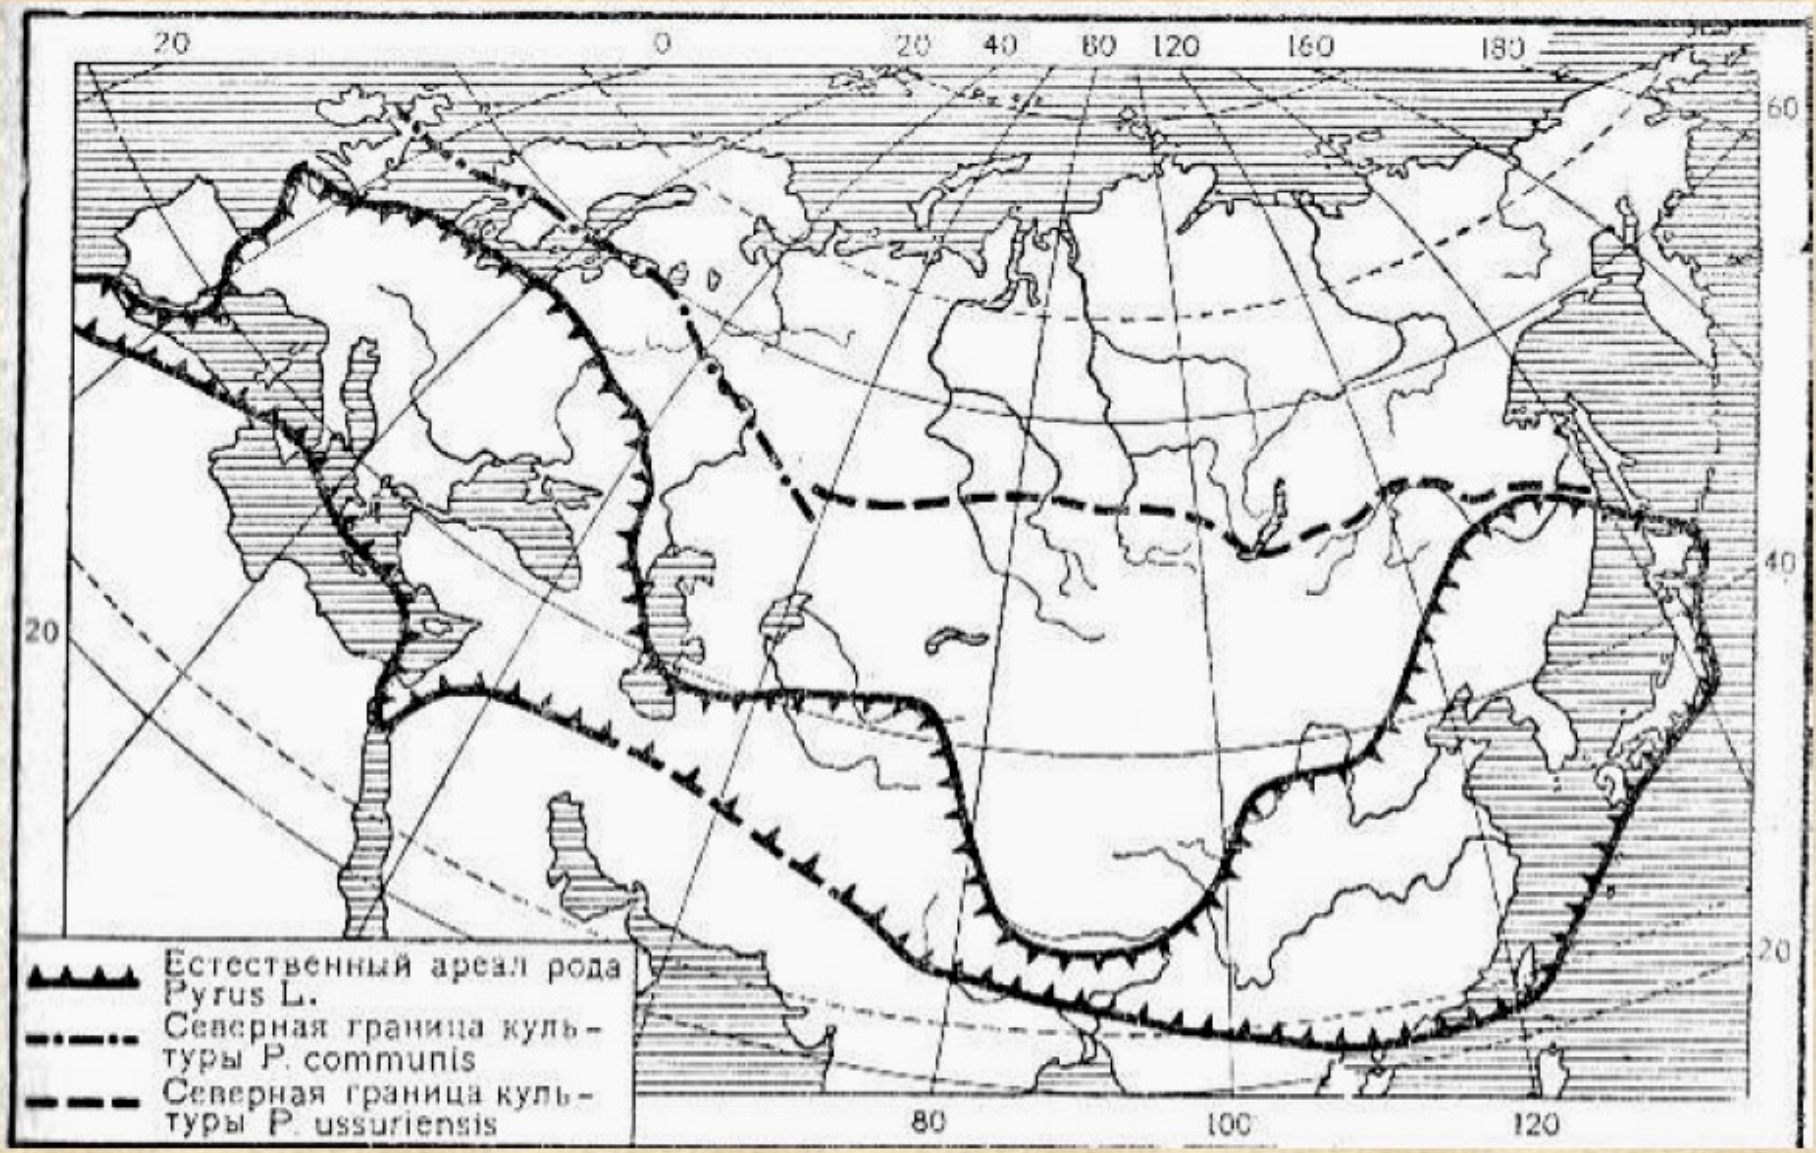 20 0 20 40 60 120 160 180
60
40
20
20
Естественный ареал рода
Pyrus L.
Северная граница куль-
туры P. communis
Северная граница куль-
туры P. ussuriensis
80 100 120